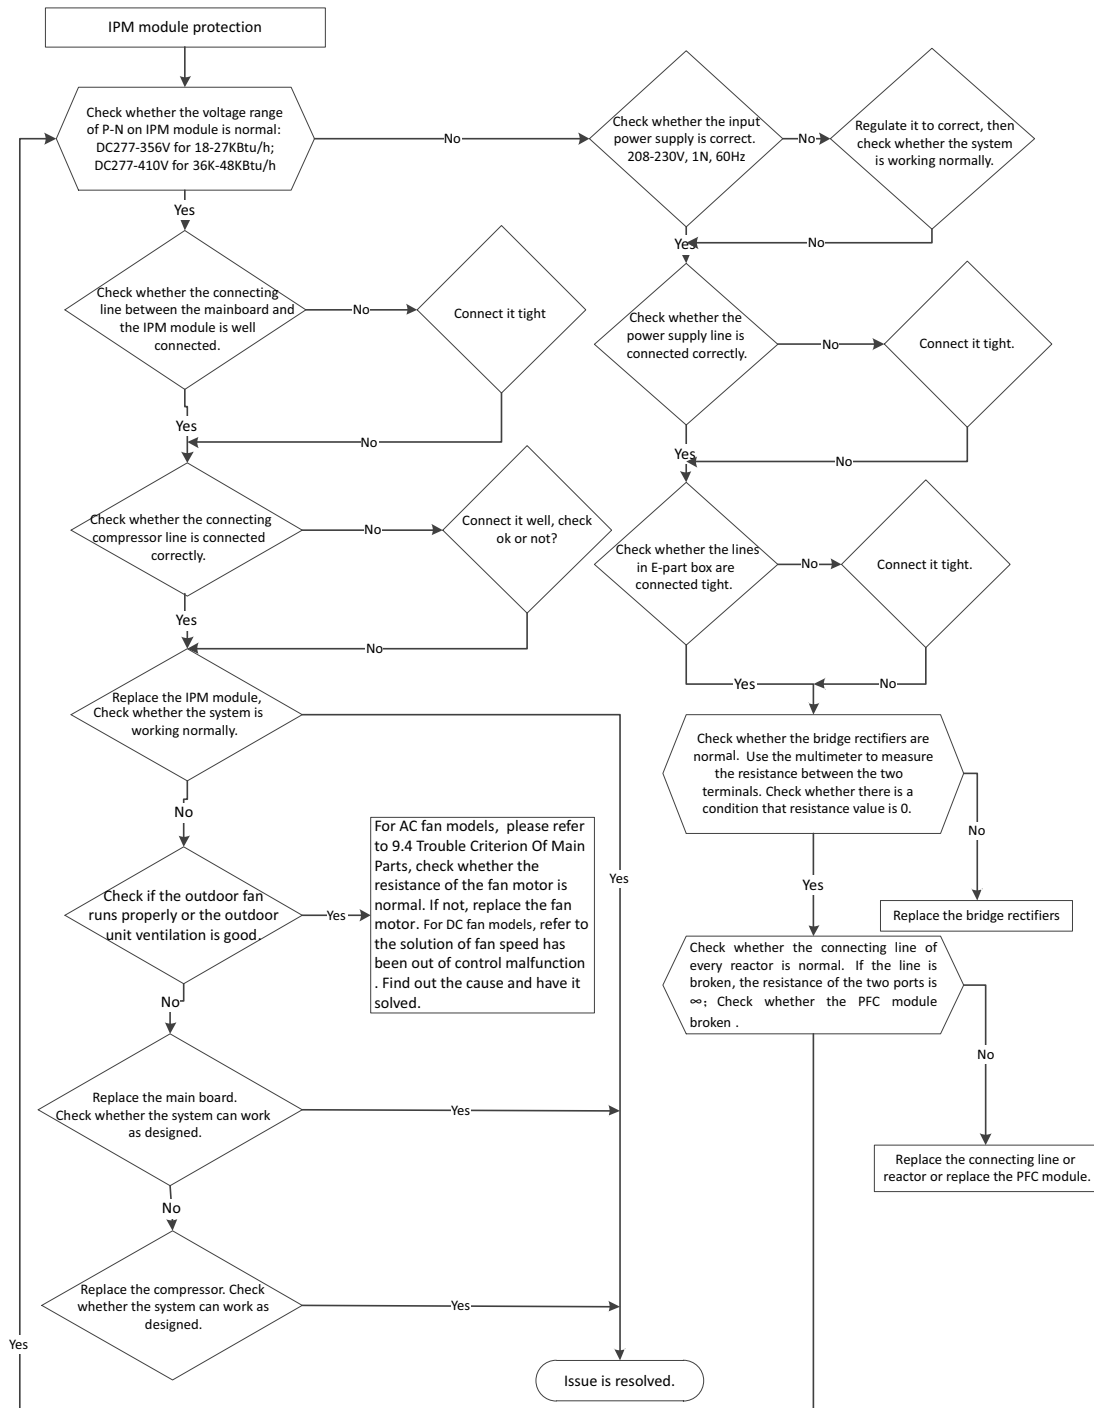 IPM module protection
Check whether the voltage range
of P-N on IPM module is normal:
DC277-356V for 18-27KBtu/h;
DC277-410V for 36K-48KBtu/h
No
Check whether the input
power supply is correct.
208-230V, 1N, 60Hz
No
Regulate it to correct, then
check whether the system
is working normally.
Yes
Yes
No
Check whether the connecting
line between the mainboard and
the IPM module is well
connected.
No
Connect it tight
Check whether the
power supply line is
connected correctly.
No
Connect it tight.
Yes
No
Yes
No
Check whether the connecting
compressor line is connected
correctly.
No
Connect it well, check
ok or not?
Check whether the lines
in E-part box are
connected tight.
No
Connect it tight.
Yes
No
Yes
No
Replace the IPM module,
Check whether the system is
working normally.
Check whether the bridge rectifiers are
normal. Use the multimeter to measure
the resistance between the two
terminals. Check whether there is a
condition that resistance value is 0.
No
No
Yes
Yes
Check if the outdoor fan
runs properly or the outdoor
unit ventilation is good.
Yes
For AC fan models, please refer
to 9.4 Trouble Criterion Of Main
Parts, check whether the
resistance of the fan motor is
normal. If not, replace the fan
motor. For DC fan models, refer to
the solution of fan speed has
been out of control malfunction
. Find out the cause and have it
solved.
Replace the bridge rectifiers
Check whether the connecting line of
every reactor is normal. If the line is
broken, the resistance of the two ports is
∞; Check whether the PFC module
broken .
No
No
Replace the main board.
Check whether the system can work
as designed.
Yes
Replace the connecting line or
reactor or replace the PFC module.
No
Replace the compressor. Check
whether the system can work as
designed.
Yes
Yes
Issue is resolved.